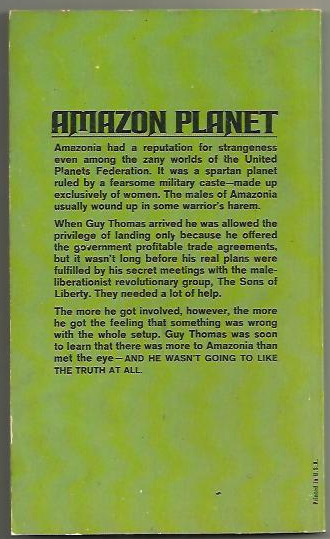 AMAZON PLANET
Amazonia had a reputation for strangeness
even among the zany worlds of the United
Planets Federation. It was a spartan planet
ruled by a fearsome military caste—made up
exclusively of women. The males of Amazonia
usually wound up in some warrior's harem.
When Guy Thomas arrived he was allowed the
privilege of landing only because he offered
the government profitable trade agreements,
but it wasn't long before his real plans were
fulfilled by his secret meetings with the male-
liberationist revolutionary group, The Sons of
Liberty. They needed a lot of help.
The more he got involved, however, the more
he got the feeling that something was wrong
with the whole setup. Guy Thomas was soon
to learn that there was more to Amazonia than
met the eye—AND HE WASN'T GOING TO LIKE
THE TRUTH AT ALL.
Printed in U.S.A.